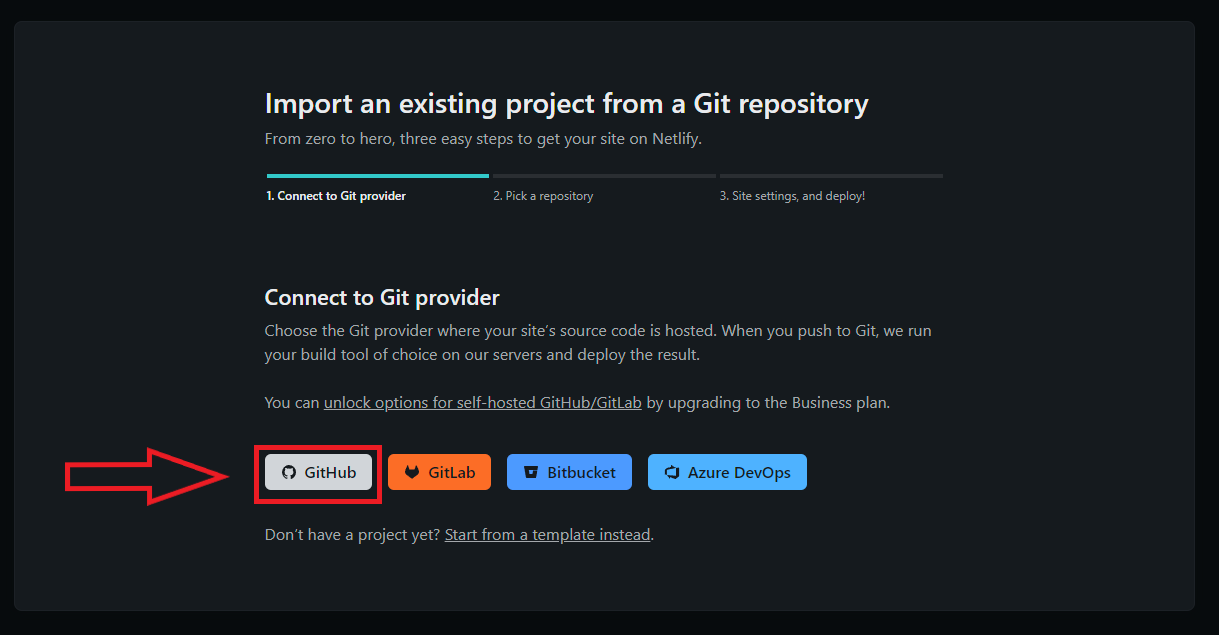 Import an existing project from a Git repository
From zero to hero, three easy steps to get your site on Netlify.
1. Connect to Git provider
2. Pick a repository
3. Site settings, and deploy!
Connect to Git provider
Choose the Git provider where your site’s source code is hosted. When you push to Git, we run
your build tool of choice on our servers and deploy the result.
You can unlock options for self-hosted GitHub/GitLab by upgrading to the Business plan.
GitHub
GitLab
Bitbucket
Azure DevOps
Don’t have a project yet? Start from a template instead.